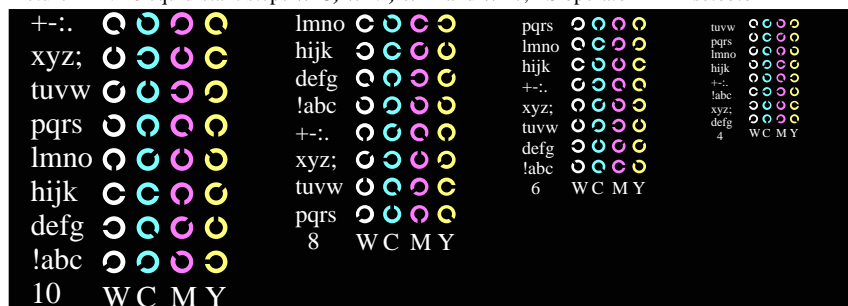 +-:.
xyz;
tuvw
pqrs
lmno
hijk
defg
!abc
10 W C M Y
lmno
hijk
defg
!abc
+-:.
xyz;
tuvw
pqrs
8 W C M Y
pqrs
lmno
hijk
+-:.
xyz;
tuvw
defg
!abc
6 W C M Y
tuvw
pqrs
lmno
hijk
+-:.
!abc
xyz;
defg
4 W C M Y